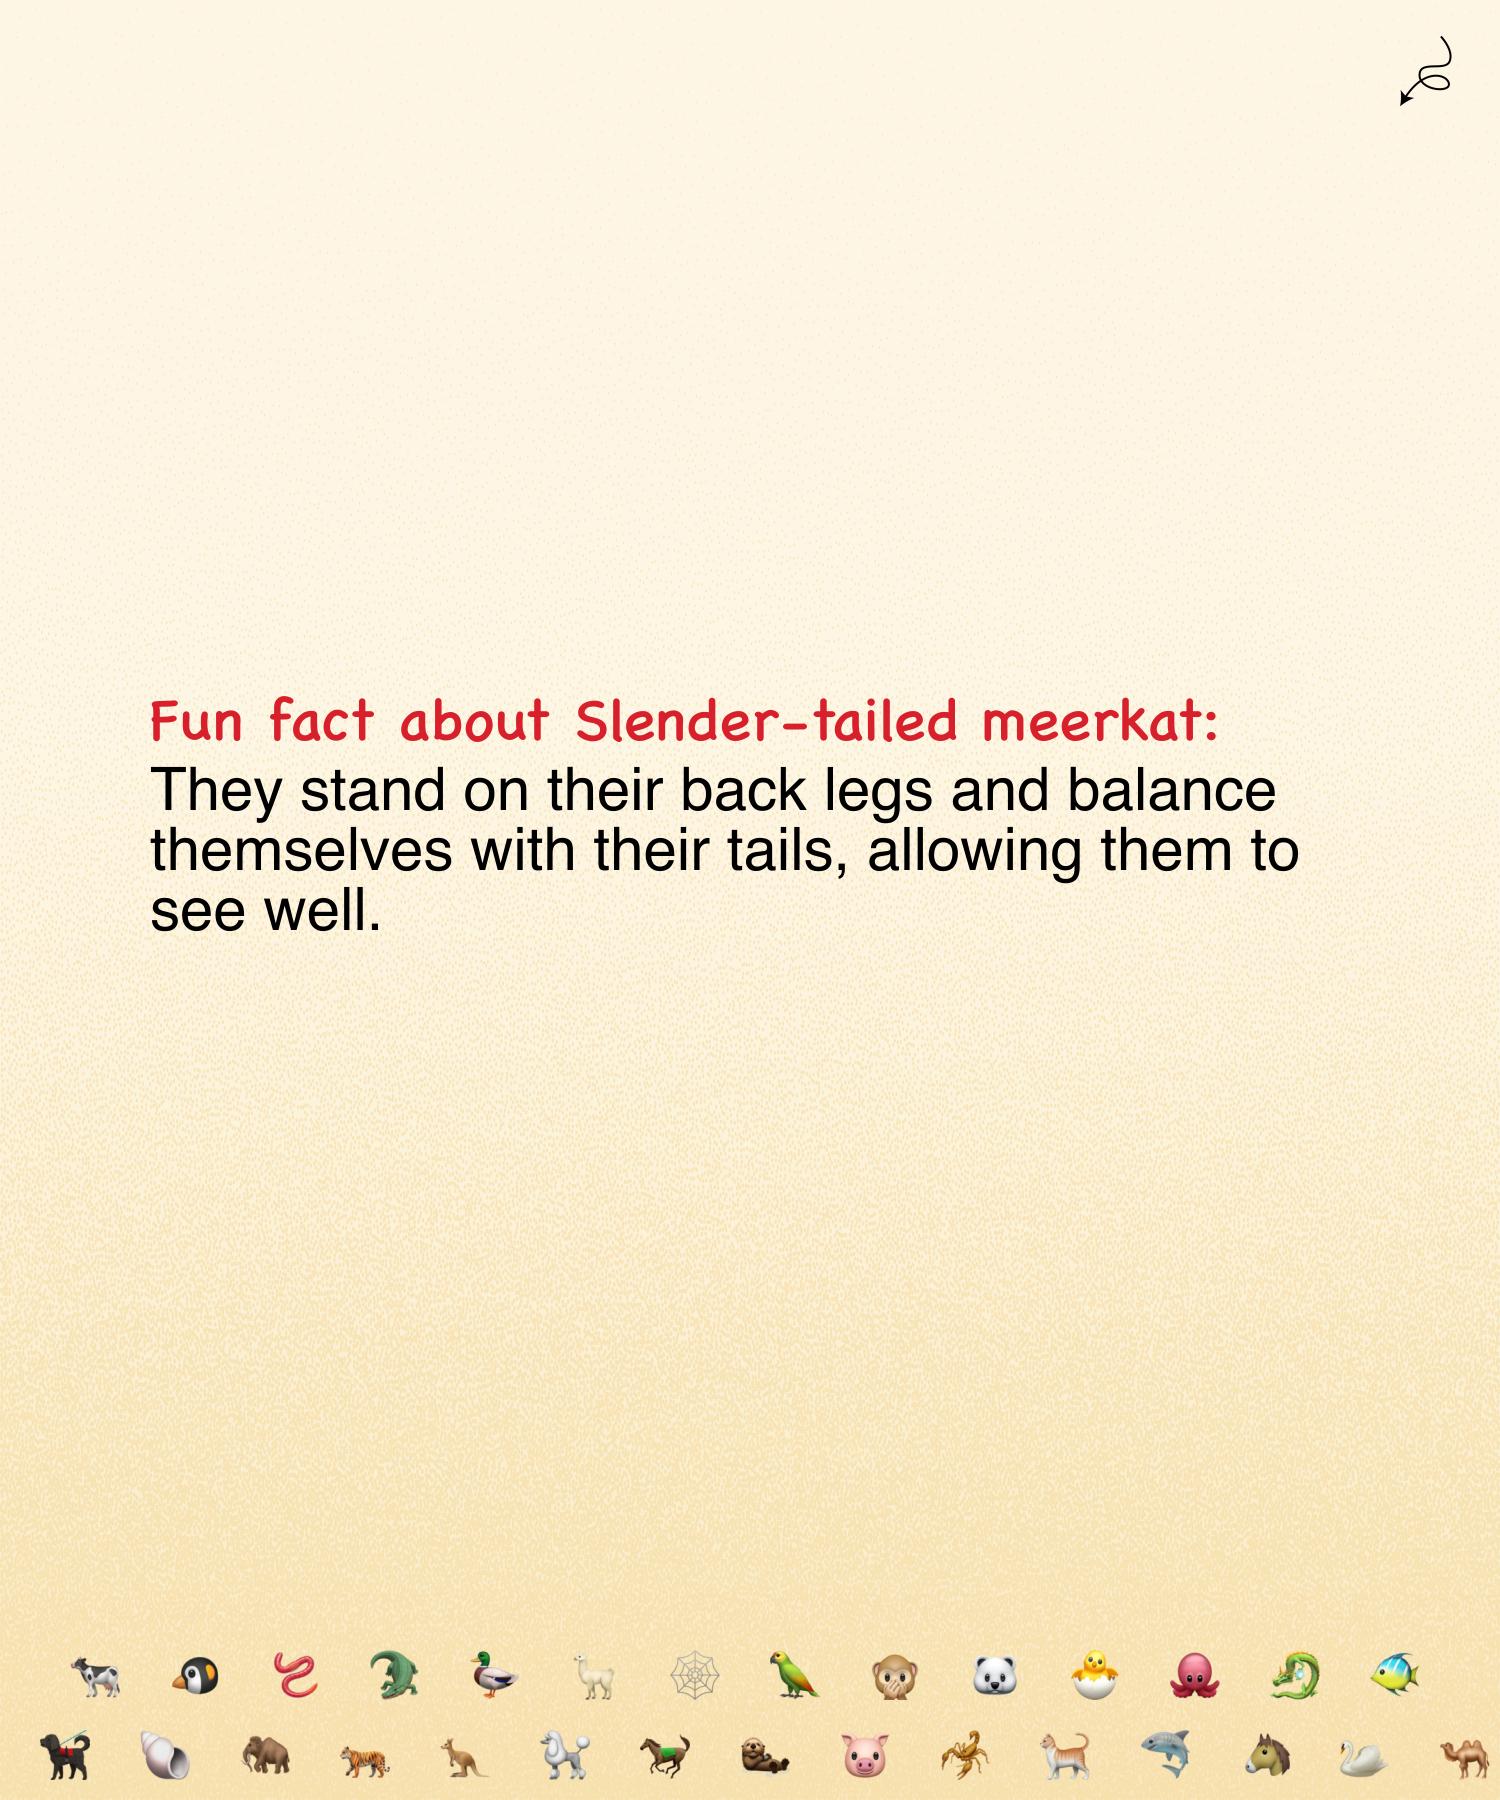 Fun fact about Slender-tailed meerkat:
They stand on their back legs and balance
themselves with their tails, allowing them to
see well.